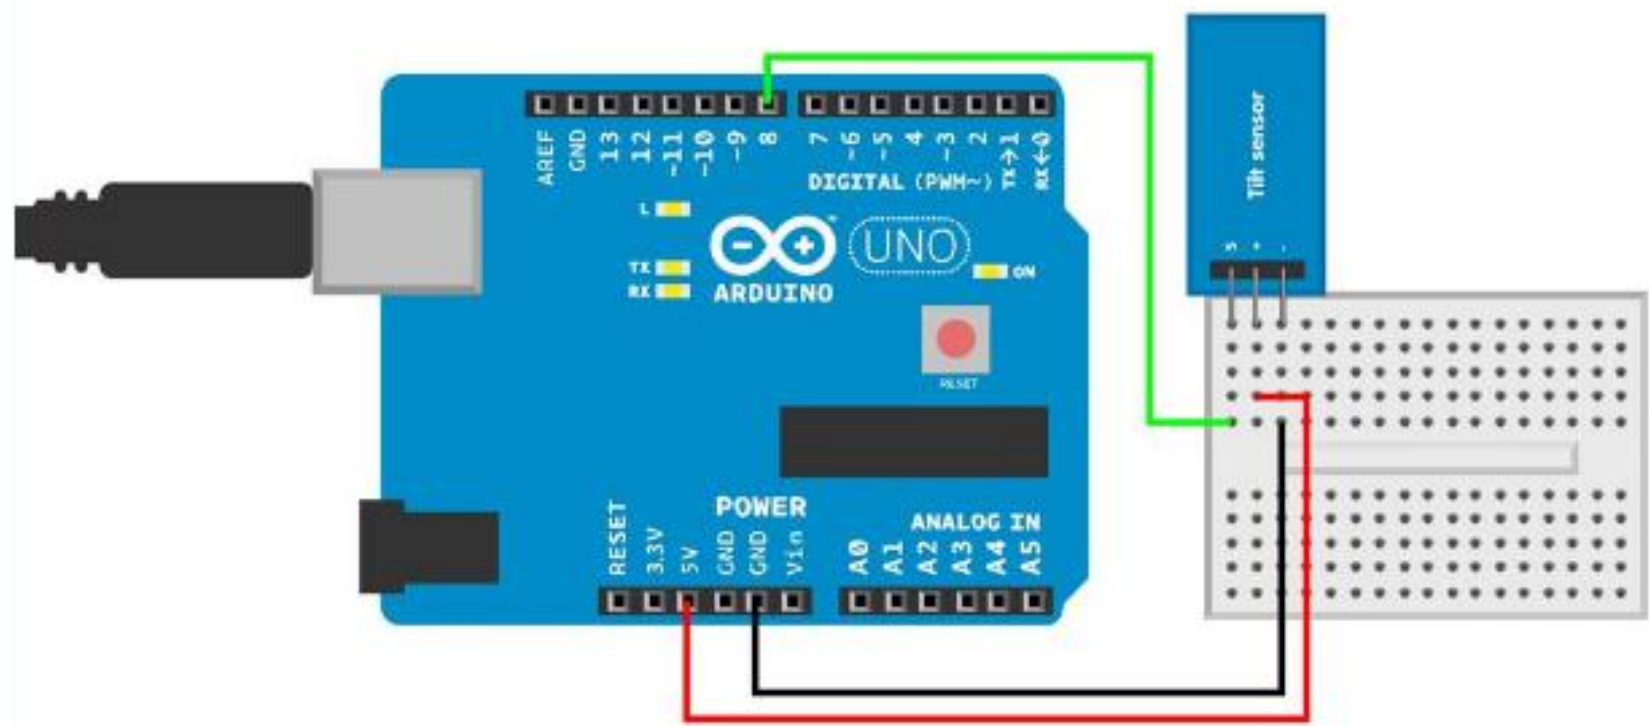 AREF
GND
13
12
~11
~10
~9
8
7
~6
~5
4
~3
2
TX→1
RX←0
DIGITAL (PWM~)
L
TX
RX
UNO
ARDUINO
ON
RESET
Tilt sensor
S
+
-
POWER
ANALOG IN
RESET
3.3V
5V
GND
GND
Vin
A0
A1
A2
A3
A4
A5